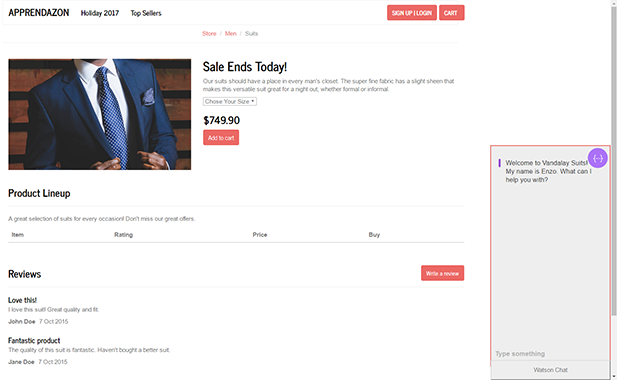 APPRENDAZON Holiday 2017 Top Sellers SIGN UP | LOGIN CART
Store / Men / Suits
Sale Ends Today!
Our suits should have a place in every man's closet. The super fine fabric has a slight sheen that
makes this versatile suit great for a night out, whether formal or informal.
Chose Your Size
$749.90
Add to cart
Product Lineup
A great selection of suits for every occasion! Don't miss our great offers.
Item Rating Price Buy
Reviews
Write a review
Love this!
I love this suit! Great quality and fit.
John Doe 7 Oct 2015
Fantastic product
The quality of this suit is fantastic. Haven't bought a better suit.
Jane Doe 7 Oct 2015
{--}
Welcome to Vandalay Suits!
My name is Enzo. What can I
help you with?
Type something
Watson Chat